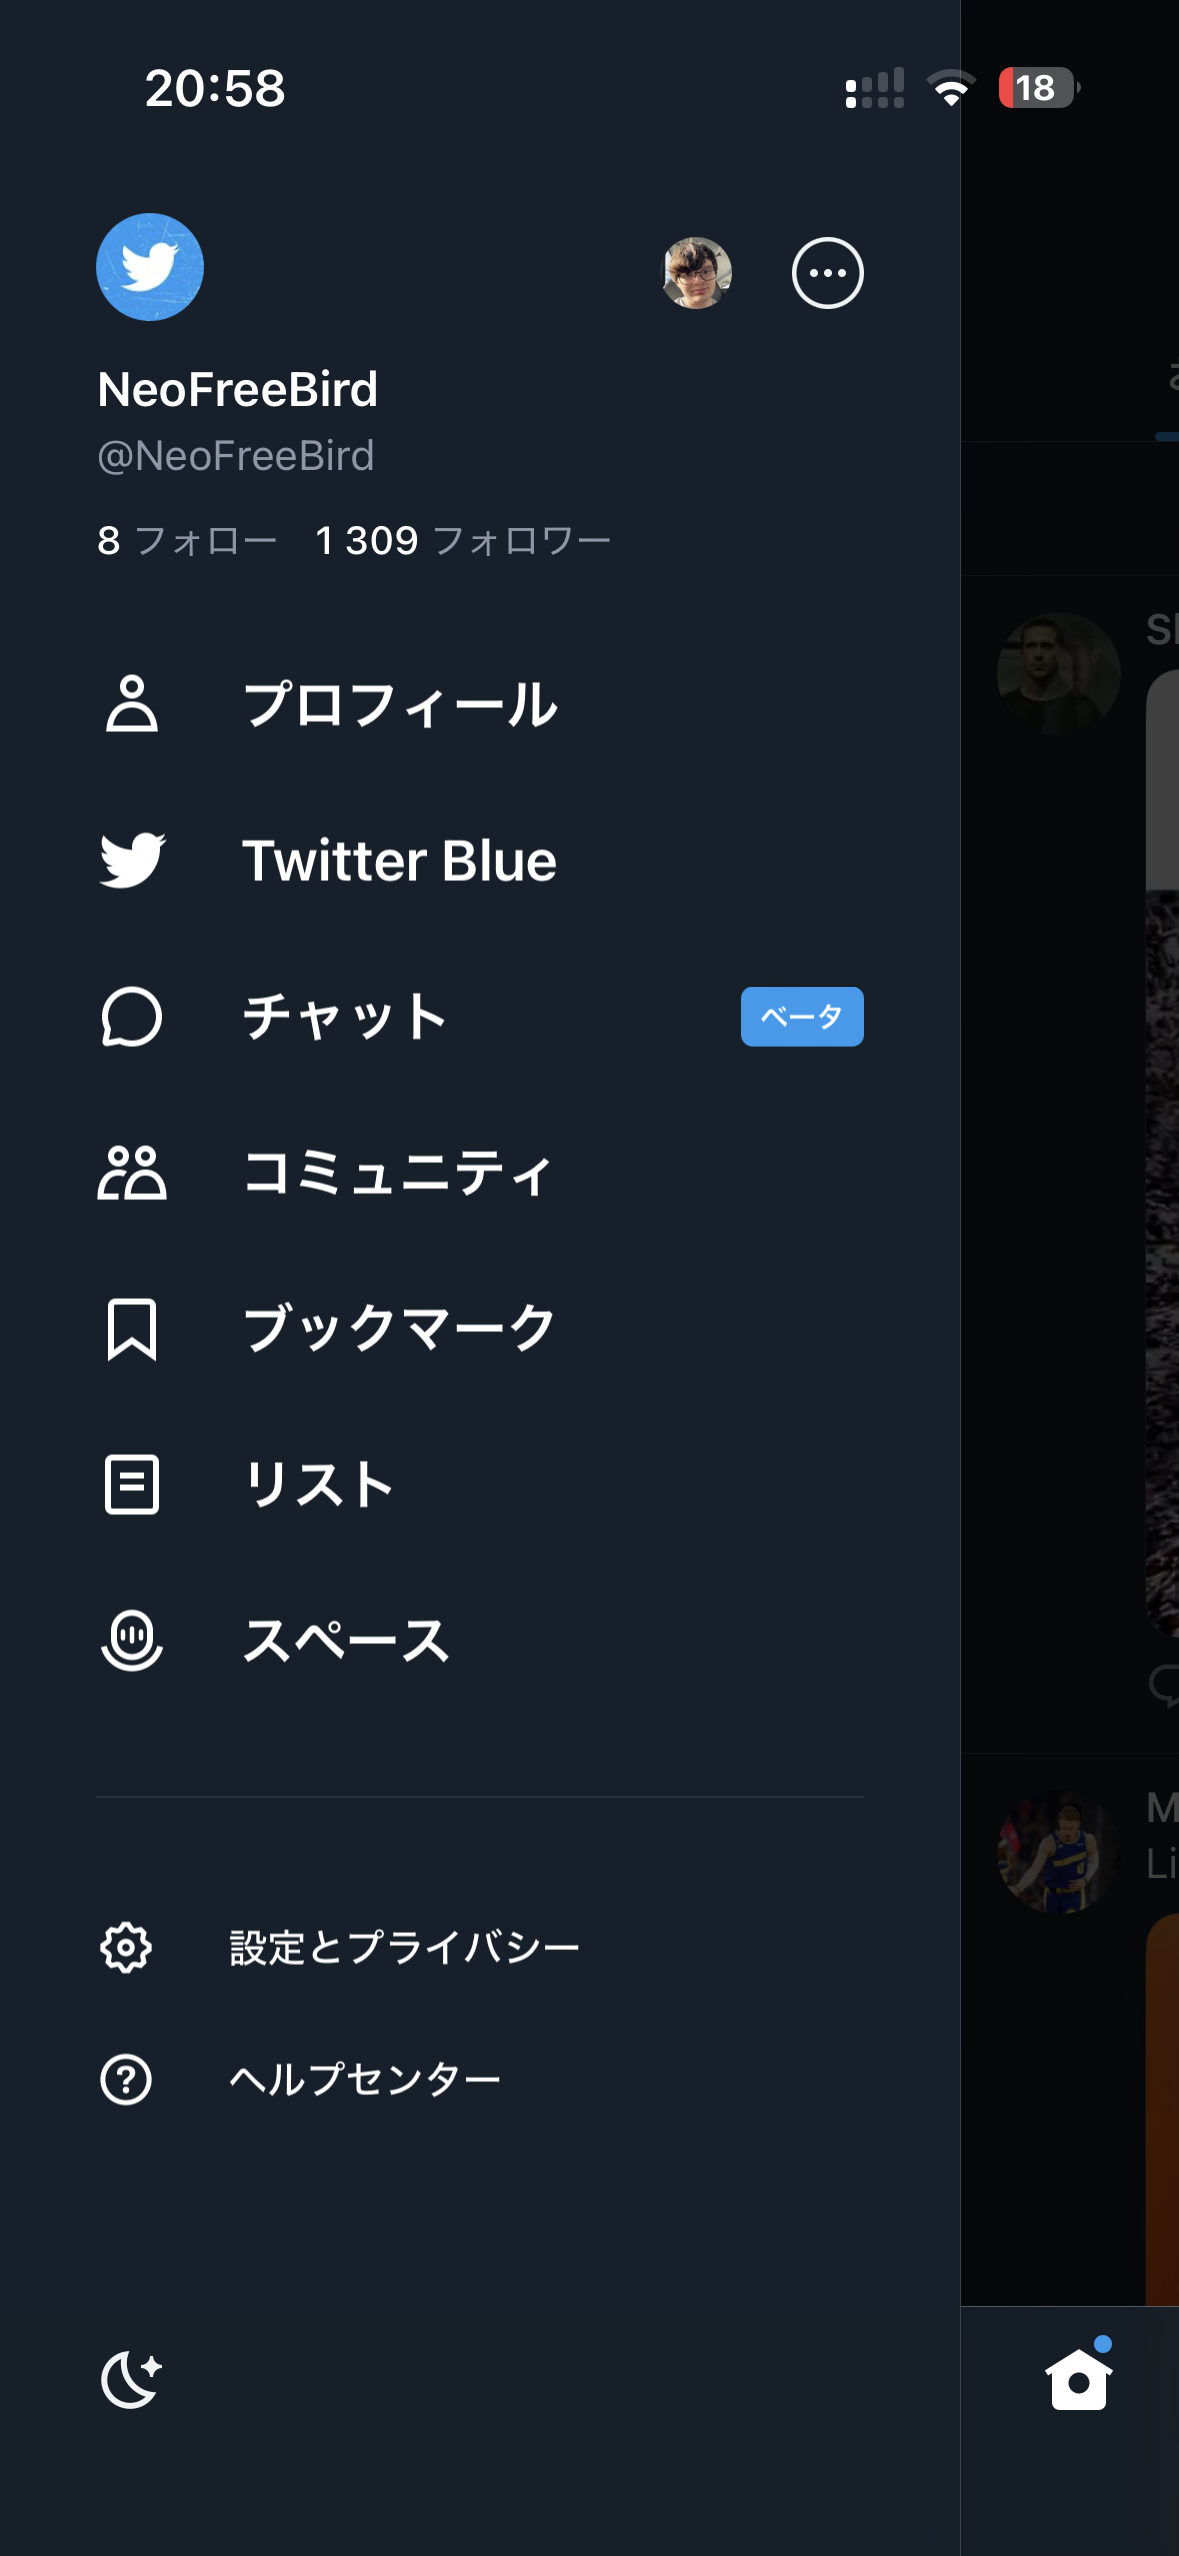 20:58
18
NeoFreeBird
@NeoFreeBird
8 フォロー 1 309 フォロワー
プロフィール
Twitter Blue
チャット
ベータ
コミュニティ
ブックマーク
リスト
スペース
設定とプライバシー
ヘルプセンター
Li